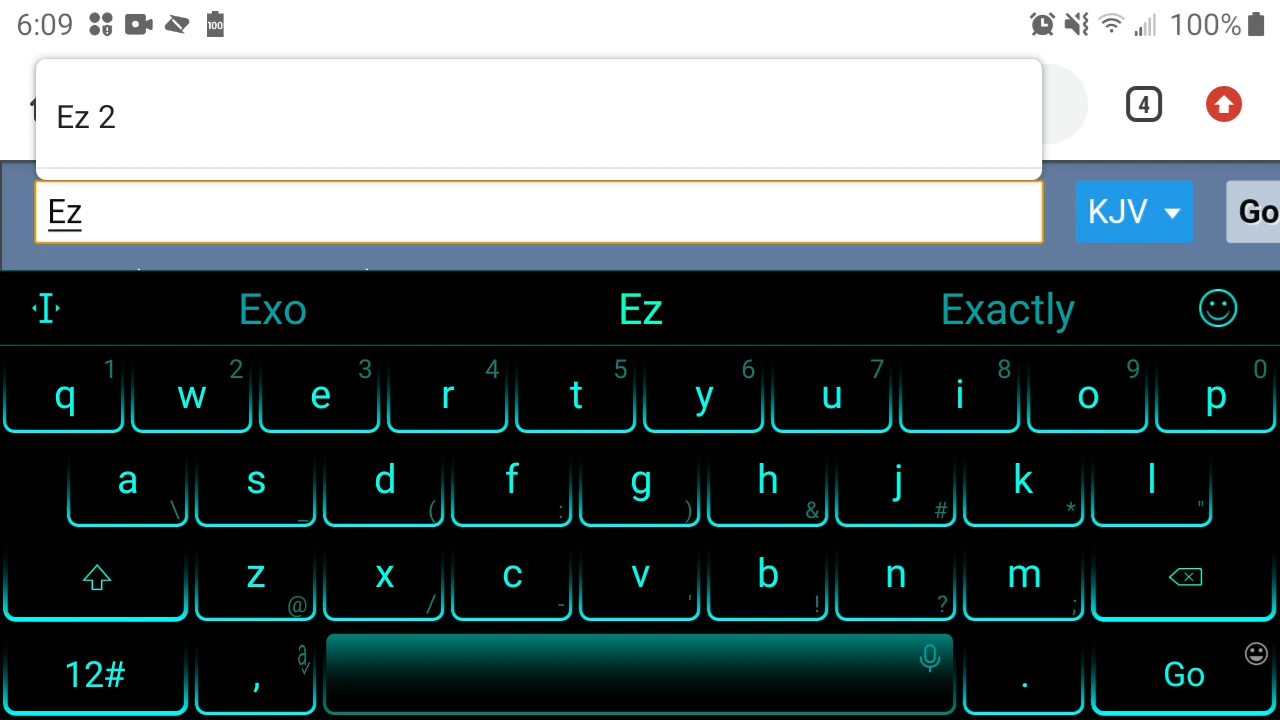 6:09 100 100%
Ez 2
4
Ez KJV Go
Exo Ez Exactly
1 2 3 4 5 6 7 8 9 0
q w e r t y u i o p
a s d f g h j k l
\ _ ( : ) & # * "
z x c v b n m
@ / - ' ! ? ;
12# , a . Go